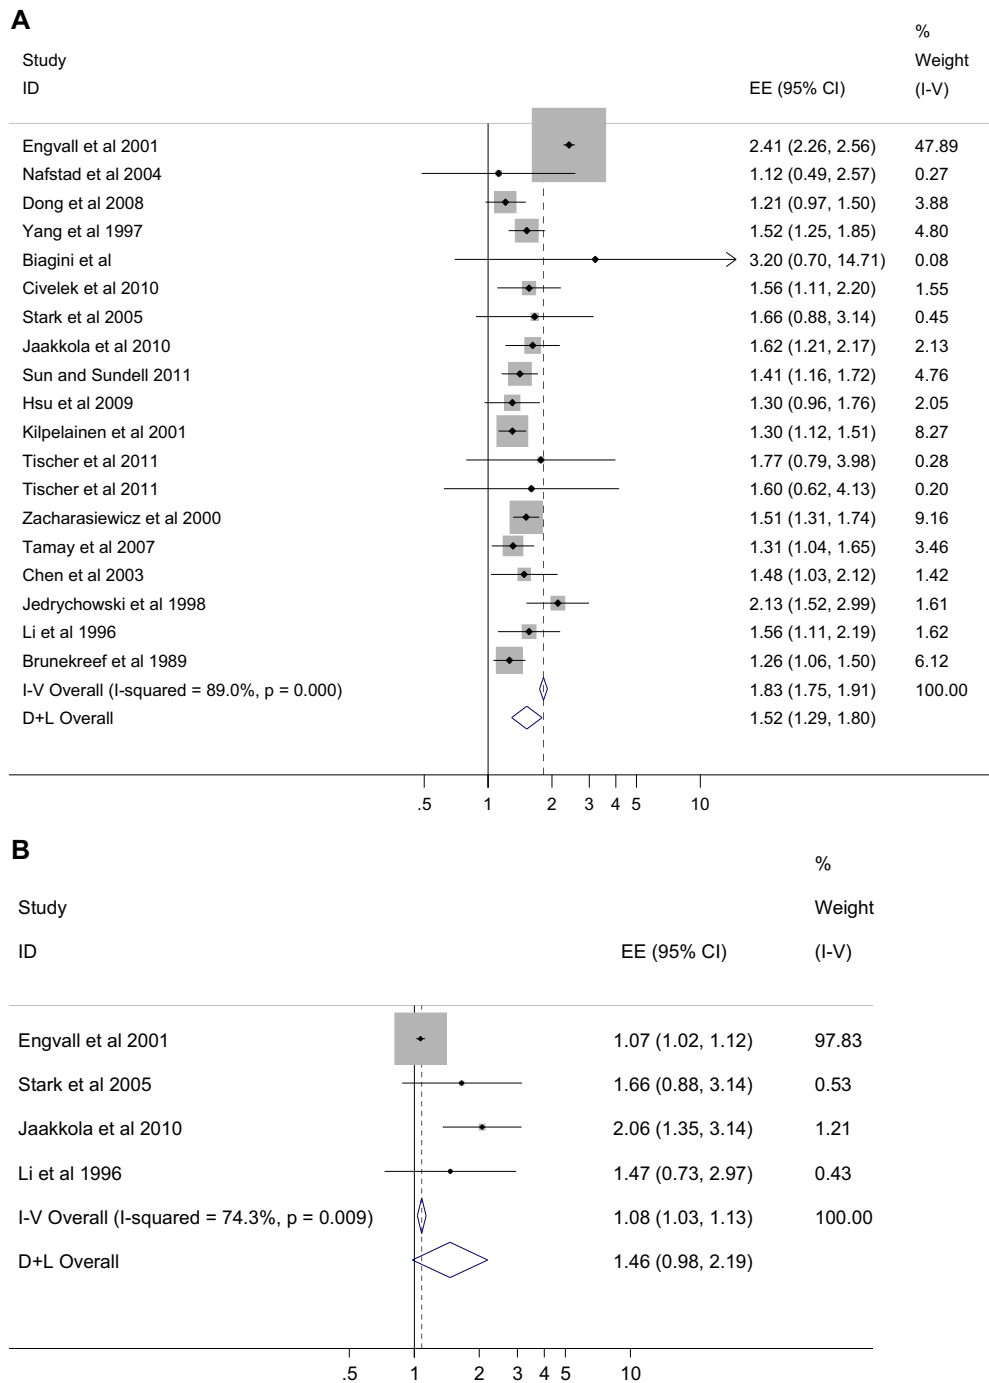 A
%
Study Weight
ID EE (95% CI) (I-V)
Engvall et al 2001 2.41 (2.26, 2.56) 47.89
Nafstad et al 2004 1.12 (0.49, 2.57) 0.27
Dong et al 2008 1.21 (0.97, 1.50) 3.88
Yang et al 1997 1.52 (1.25, 1.85) 4.80
Biagini et al 3.20 (0.70, 14.71) 0.08
Civelek et al 2010 1.56 (1.11, 2.20) 1.55
Stark et al 2005 1.66 (0.88, 3.14) 0.45
Jaakkola et al 2010 1.62 (1.21, 2.17) 2.13
Sun and Sundell 2011 1.41 (1.16, 1.72) 4.76
Hsu et al 2009 1.30 (0.96, 1.76) 2.05
Kilpelainen et al 2001 1.30 (1.12, 1.51) 8.27
Tischer et al 2011 1.77 (0.79, 3.98) 0.28
Tischer et al 2011 1.60 (0.62, 4.13) 0.20
Zacharasiewicz et al 2000 1.51 (1.31, 1.74) 9.16
Tamay et al 2007 1.31 (1.04, 1.65) 3.46
Chen et al 2003 1.48 (1.03, 2.12) 1.42
Jedrychowski et al 1998 2.13 (1.52, 2.99) 1.61
Li et al 1996 1.56 (1.11, 2.19) 1.62
Brunekreef et al 1989 1.26 (1.06, 1.50) 6.12
I-V Overall (I-squared = 89.0%, p = 0.000) 1.83 (1.75, 1.91) 100.00
D+L Overall 1.52 (1.29, 1.80)
.5 1 2 3 4 5 10
B
%
Study Weight
ID EE (95% CI) (I-V)
Engvall et al 2001 1.07 (1.02, 1.12) 97.83
Stark et al 2005 1.66 (0.88, 3.14) 0.53
Jaakkola et al 2010 2.06 (1.35, 3.14) 1.21
Li et al 1996 1.47 (0.73, 2.97) 0.43
I-V Overall (I-squared = 74.3%, p = 0.009) 1.08 (1.03, 1.13) 100.00
D+L Overall 1.46 (0.98, 2.19)
.5 1 2 3 4 5 10